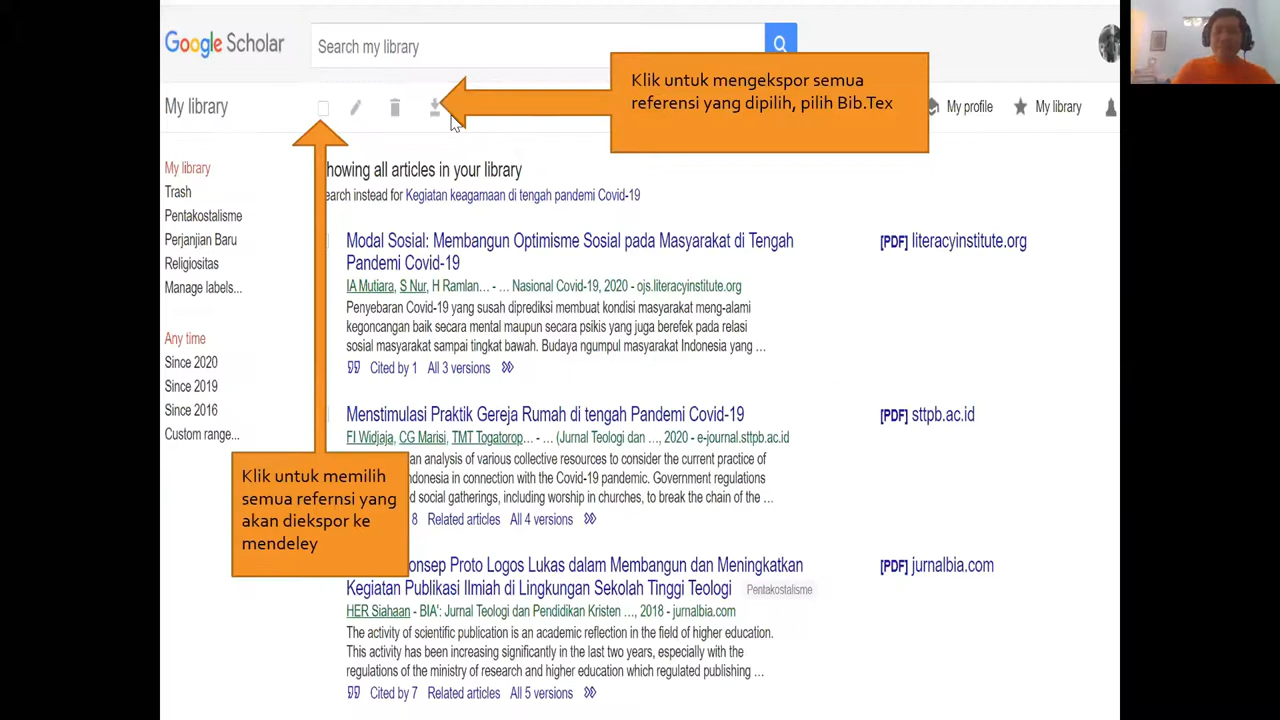 Google Scholar
Search my library
Klik untuk mengekspor semua
referensi yang dipilih, pilih Bib.Tex
My library
My profile
My library
howing all articles in your library
earch instead for Kegiatan keagamaan di tengah pandemi Covid-19
My library
Trash
Pentakostalisme
Perjanjian Baru
Religiositas
Manage labels...
Any time
Since 2020
Since 2019
Since 2016
Custom range...
Klik untuk memilih
semua refernsi yang
akan diekspor ke
mendeley
Modal Sosial: Membangun Optimisme Sosial pada Masyarakat di Tengah
Pandemi Covid-19
[PDF] literacyinstitute.org
IA Mutiara, S Nur, H Ramlan... - ... Nasional Covid-19, 2020 - ojs.literacyinstitute.org
Penyebaran Covid-19 yang susah diprediksi membuat kondisi masyarakat meng-alami
kegoncangan baik secara mental maupun secara psikis yang juga berefek pada relasi
sosial masyarakat sampai tingkat bawah. Budaya ngumpul masyarakat Indonesia yang ...
Cited by 1 All 3 versions
Menstimulasi Praktik Gereja Rumah di tengah Pandemi Covid-19
[PDF] sttpb.ac.id
FI Widjaja, CG Marisi, TMT Togatorop... - ... (Jurnal Teologi dan ..., 2020 - e-journal.sttpb.ac.id
an analysis of various collective resources to consider the current practice of
ndonesia in connection with the Covid-19 pandemic. Government regulations
d social gatherings, including worship in churches, to break the chain of the ...
8 Related articles All 4 versions
onsep Proto Logos Lukas dalam Membangun dan Meningkatkan
Kegiatan Publikasi Ilmiah di Lingkungan Sekolah Tinggi Teologi Pentakostalisme
[PDF] jurnalbia.com
HER Siahaan - BIA': Jurnal Teologi dan Pendidikan Kristen ..., 2018 - jurnalbia.com
The activity of scientific publication is an academic reflection in the field of higher education.
This activity has been increasing significantly in the last two years, especially with the
regulations of the ministry of research and higher education which regulated publishing ...
Cited by 7 Related articles All 5 versions